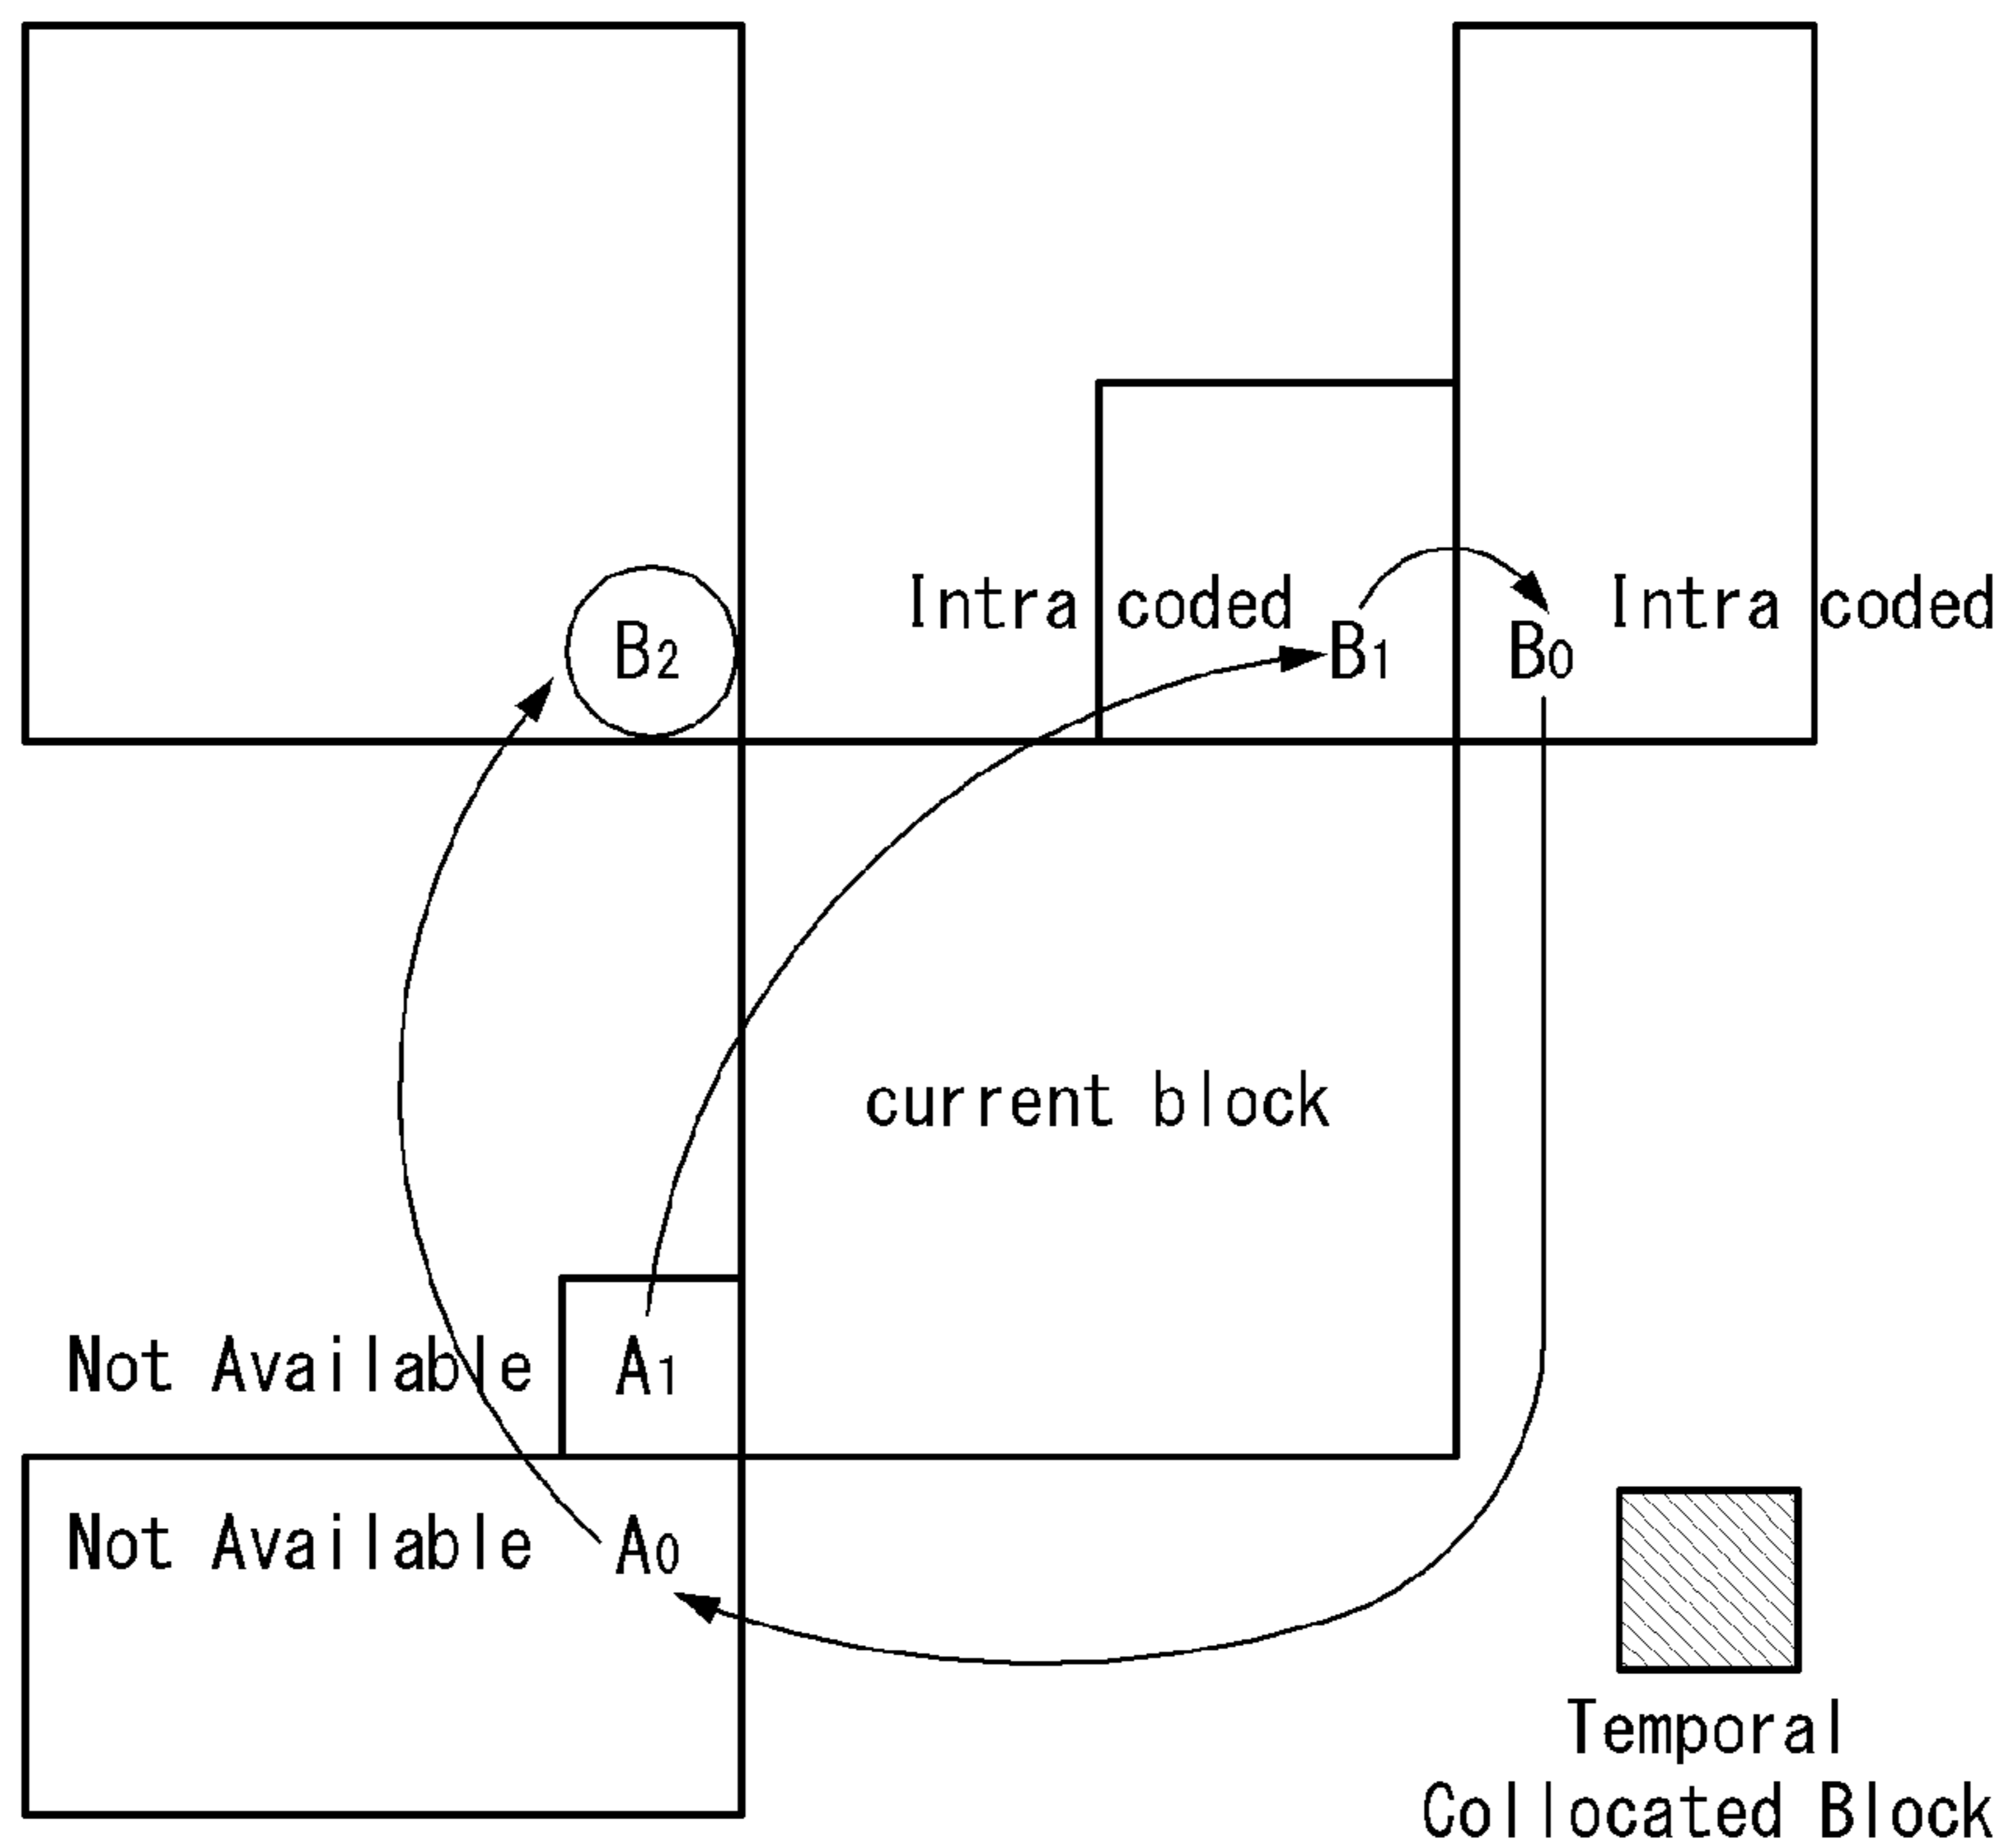 Intra coded
Intra coded
B2
B1
B0
current block
Not Available
A1
Not Available
A0
Temporal
Collocated Block